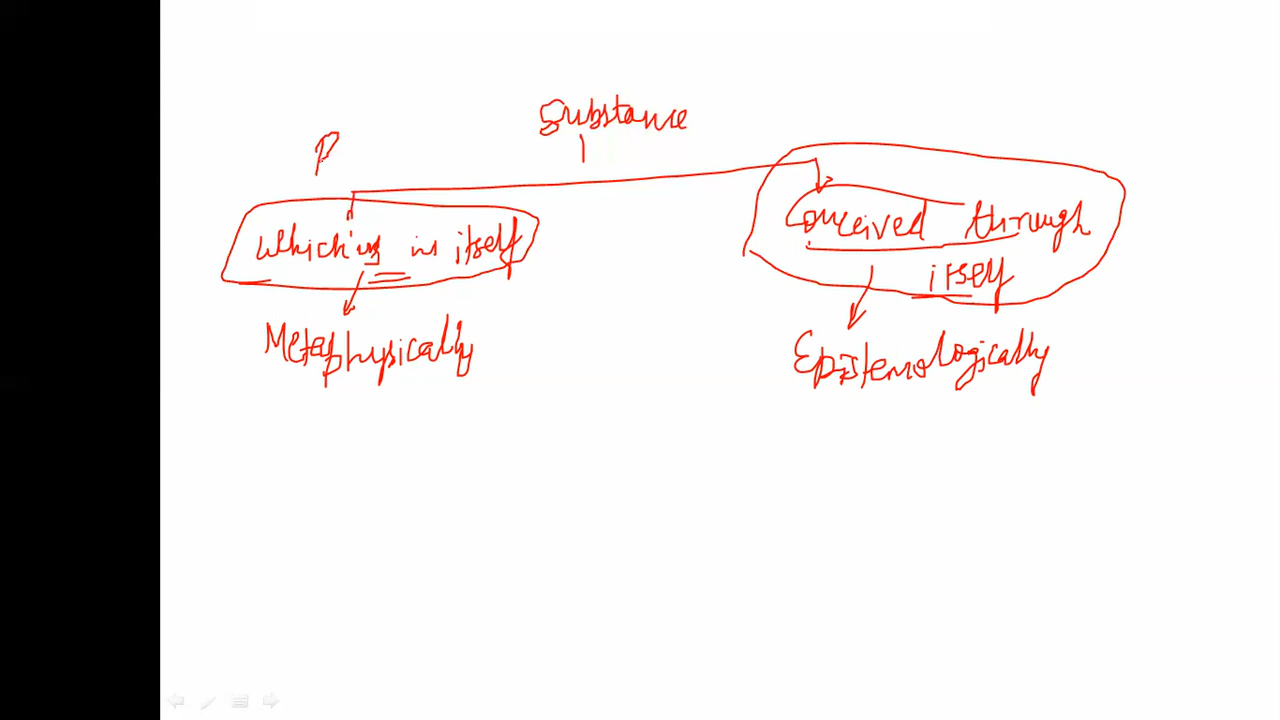 Substance
P
which is in itself
Conceived through
itself
Metaphysically
Epistemologically